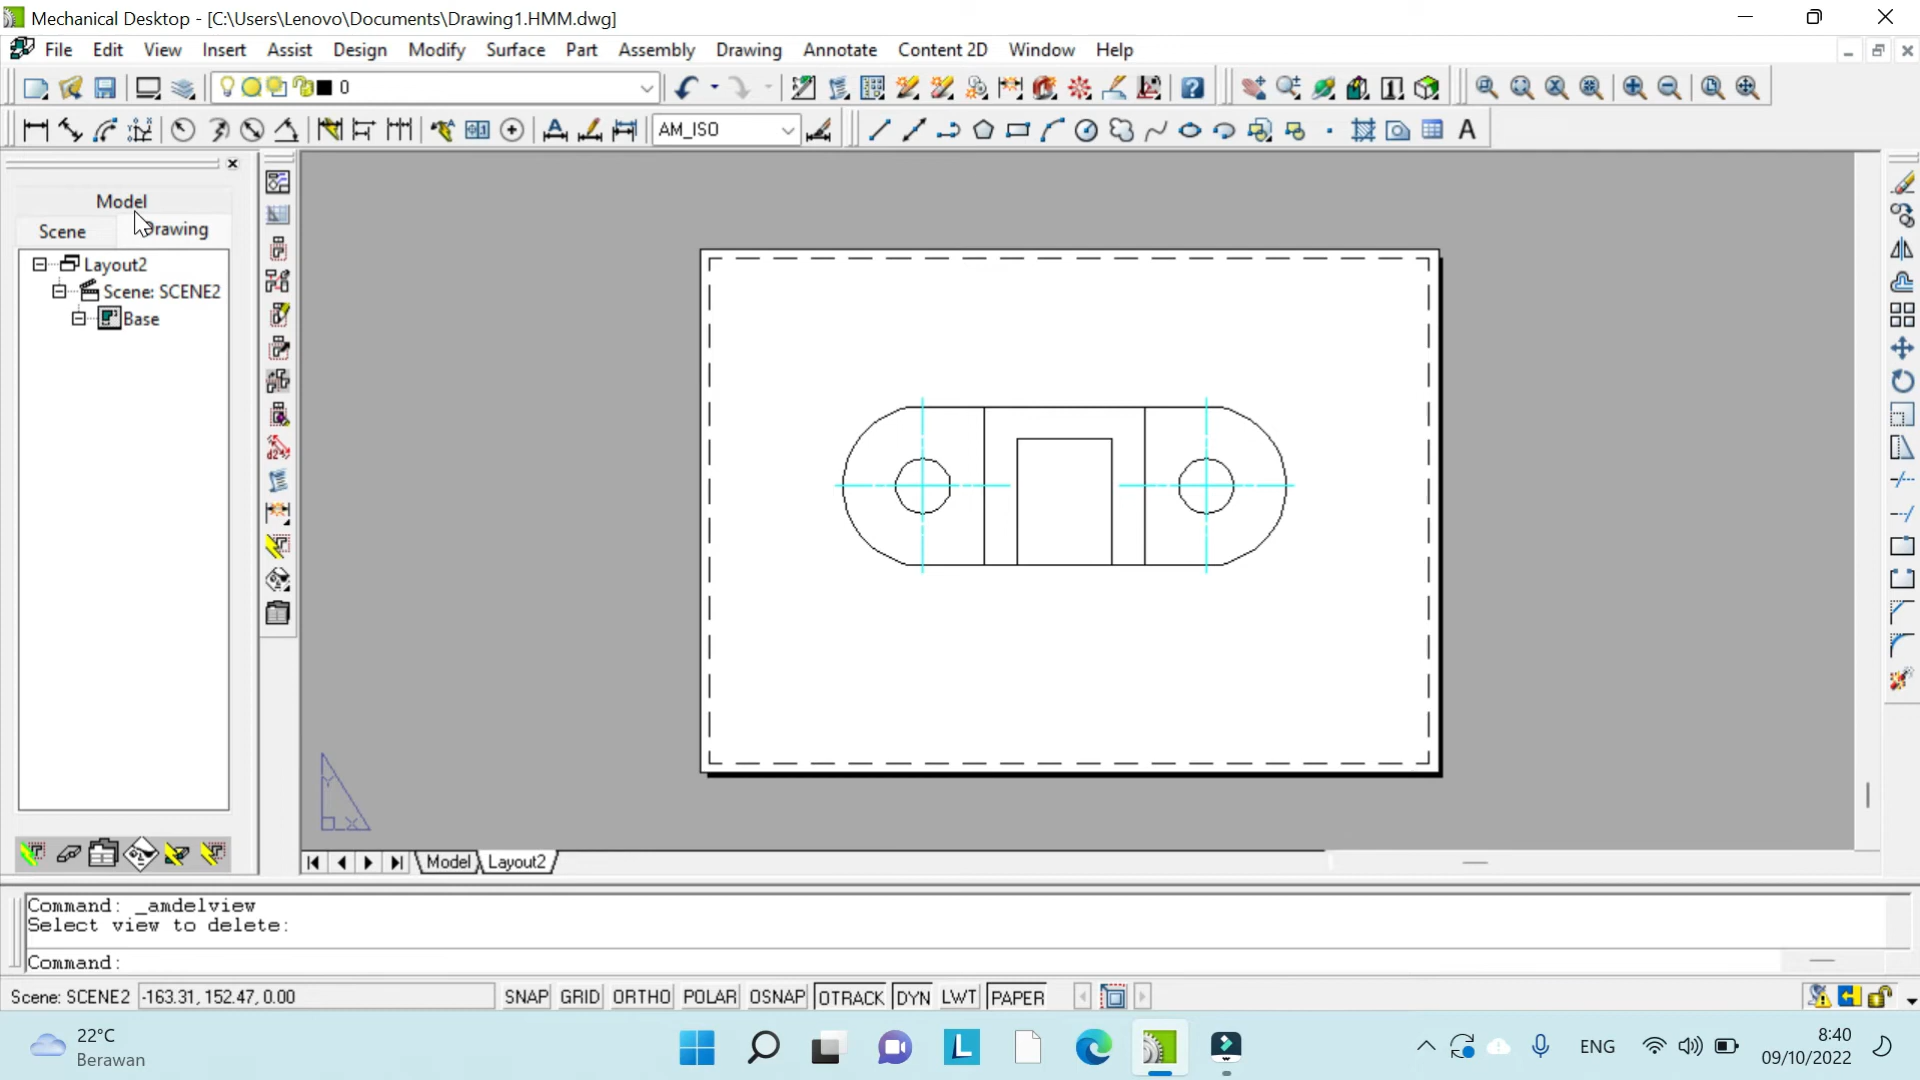 Mechanical Desktop - [C:\Users\Lenovo\Documents\Drawing1.HMM.dwg]
File Edit View Insert Assist Design Modify Surface Part Assembly Drawing Annotate Content 2D Window Help
0
AM_ISO
A
Model
Scene
Drawing
Layout2
Scene: SCENE2
Base
Model
Layout2
Command: _amdelview
Select view to delete:
Command:
Scene: SCENE2
-163.31, 152.47, 0.00
SNAP GRID ORTHO POLAR OSNAP OTRACK DYN LWT PAPER
22°C
Berawan
L
ENG
8:40
09/10/2022